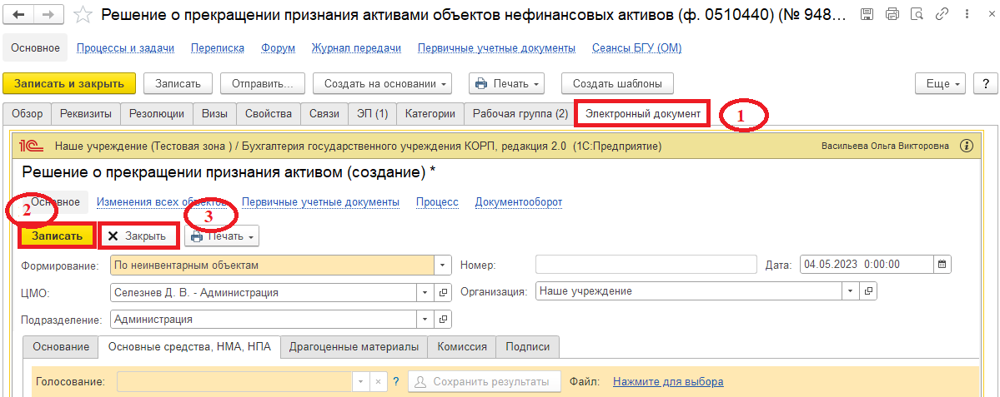 Решение о прекращении признания активами объектов нефинансовых активов (ф. 0510440) (№ 948...
Основное Процессы и задачи Переписка Форум Журнал передачи Первичные учетные документы Сеансы БГУ (ОМ)
Записать и закрыть Записать Отправить... Создать на основании Печать Создать шаблоны Еще ?
Обзор Реквизиты Резолюции Визы Свойства Связи ЭП (1) Категории Рабочая группа (2) Электронный документ 1
1С Наше учреждение (Тестовая зона ) / Бухгалтерия государственного учреждения КОРП, редакция 2.0 (1С:Предприятие) Васильева Ольга Викторовна
Решение о прекращении признания активом (создание) *
2 Основное Изменения всех объектов 3 Первичные учетные документы Процесс Документооборот
Записать Закрыть Печать
Формирование: По неинвентарным объектам Номер: Дата: 04.05.2023 0:00:00
ЦМО: Селезнев Д. В. - Администрация Организация: Наше учреждение
Подразделение: Администрация
Основание Основные средства, НМА, НПА Драгоценные материалы Комиссия Подписи
Голосование: ? Сохранить результаты Файл: Нажмите для выбора